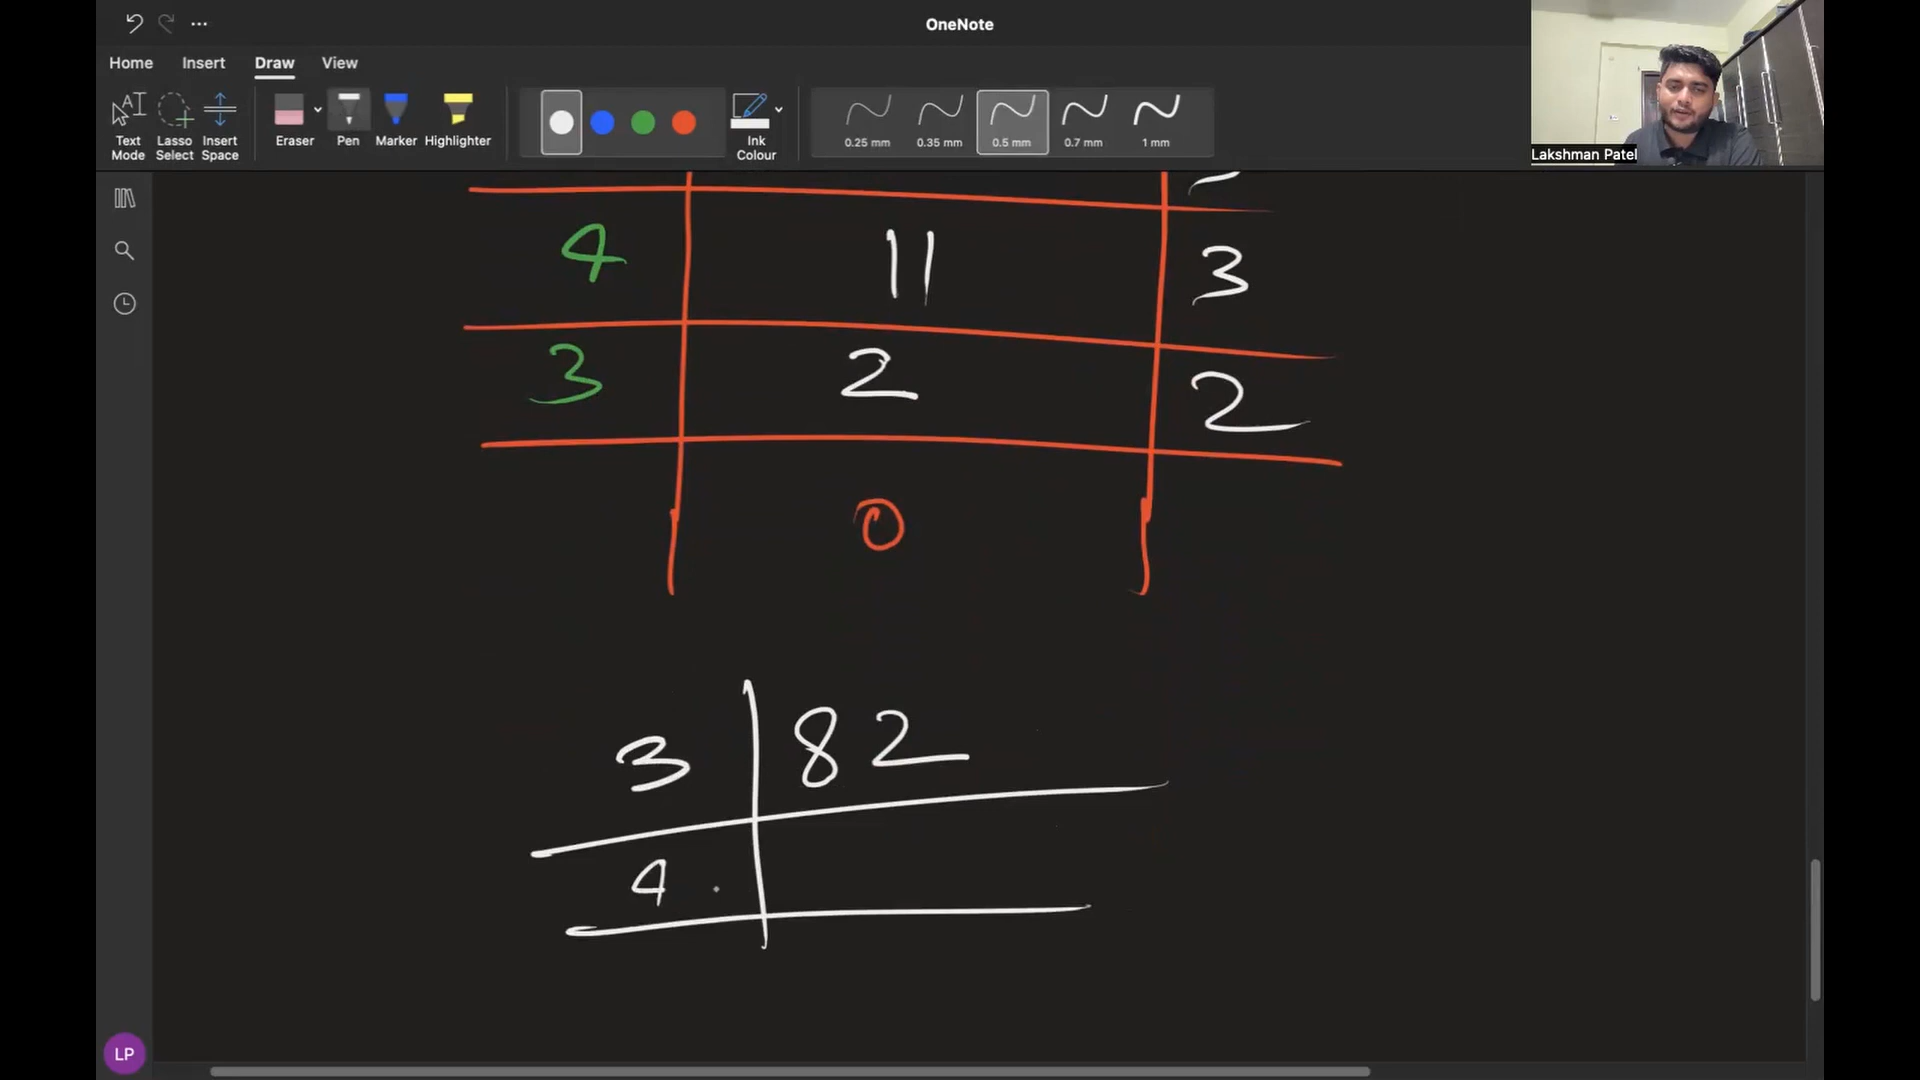 OneNote
Home Insert Draw View
Text Mode
Lasso Select
Insert Space
Eraser
Pen
Marker
Highlighter
Ink Colour
0.25 mm
0.35 mm
0.5 mm
0.7 mm
1 mm
Lakshman Patel
4 11 3
3 2 2
0
3 82
4
LP